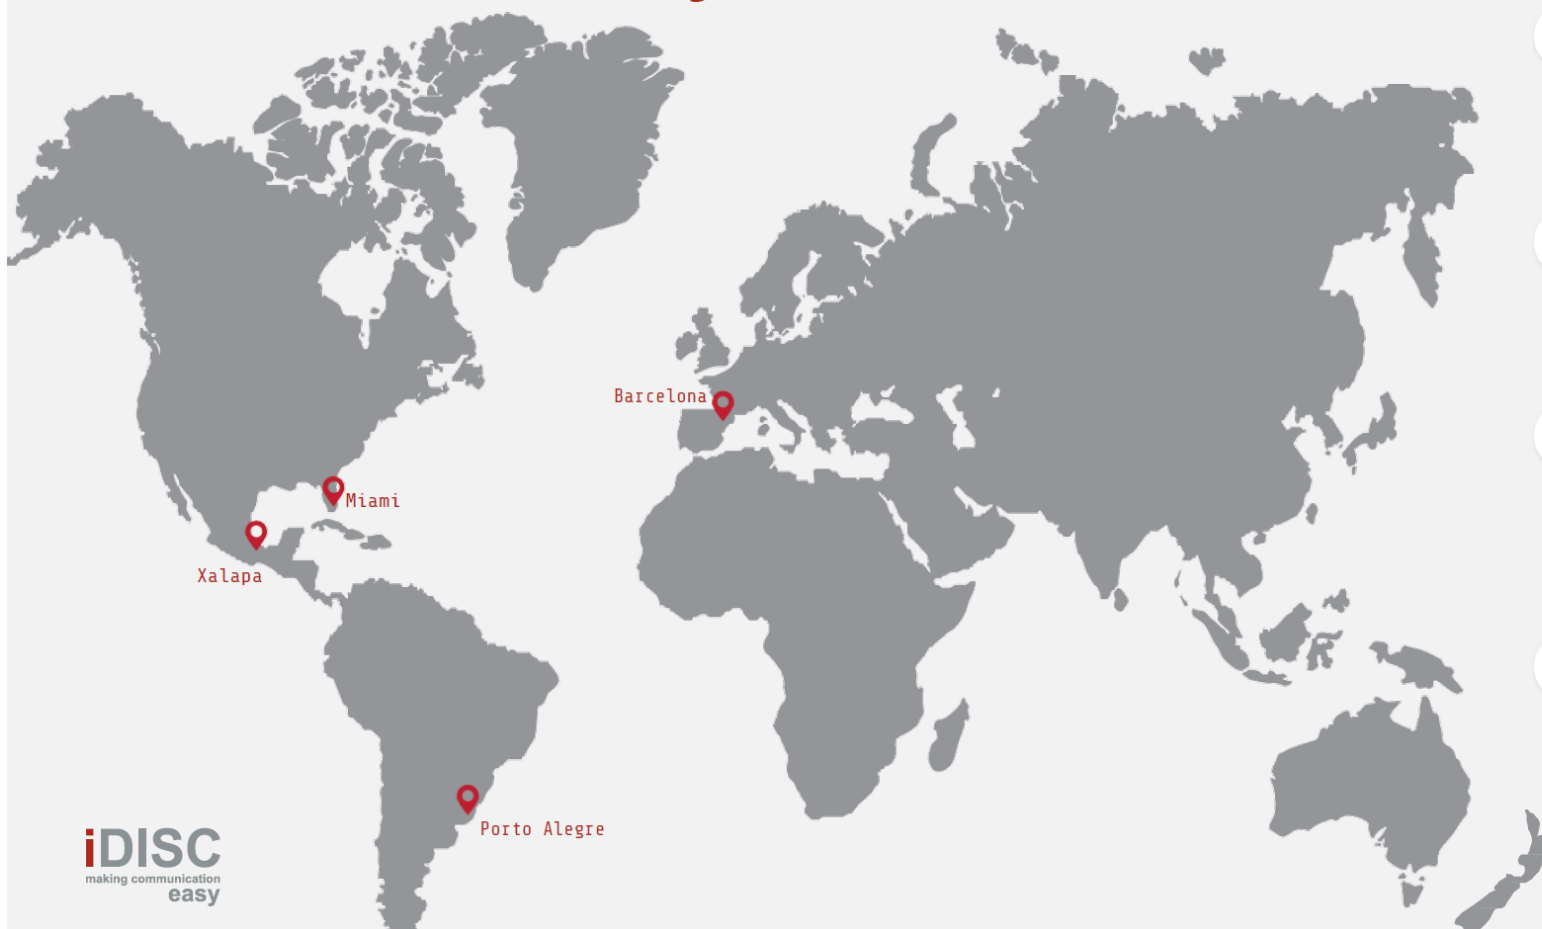 Barcelona
Miami
Xalapa
Porto Alegre
iDISC
making communication
easy